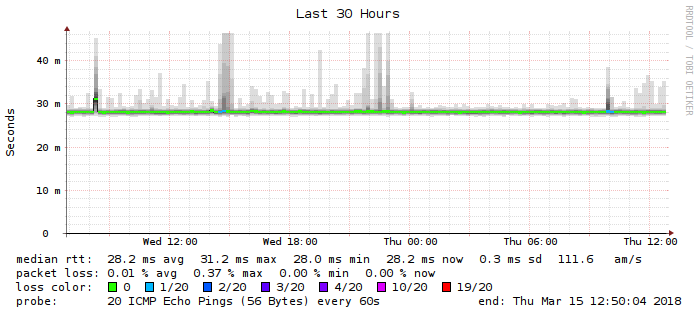 Last 30 Hours
RRDTOOL / TOBI OETIKER
Seconds
40 m
30 m
20 m
10 m
0
Wed 12:00 Wed 18:00 Thu 00:00 Thu 06:00 Thu 12:00
median rtt: 28.2 ms avg 31.2 ms max 28.0 ms min 28.2 ms now 0.3 ms sd 111.6 am/s
packet loss: 0.01 % avg 0.37 % max 0.00 % min 0.00 % now
loss color: 0 1/20 2/20 3/20 4/20 10/20 19/20
probe: 20 ICMP Echo Pings (56 Bytes) every 60s end: Thu Mar 15 12:50:04 2018